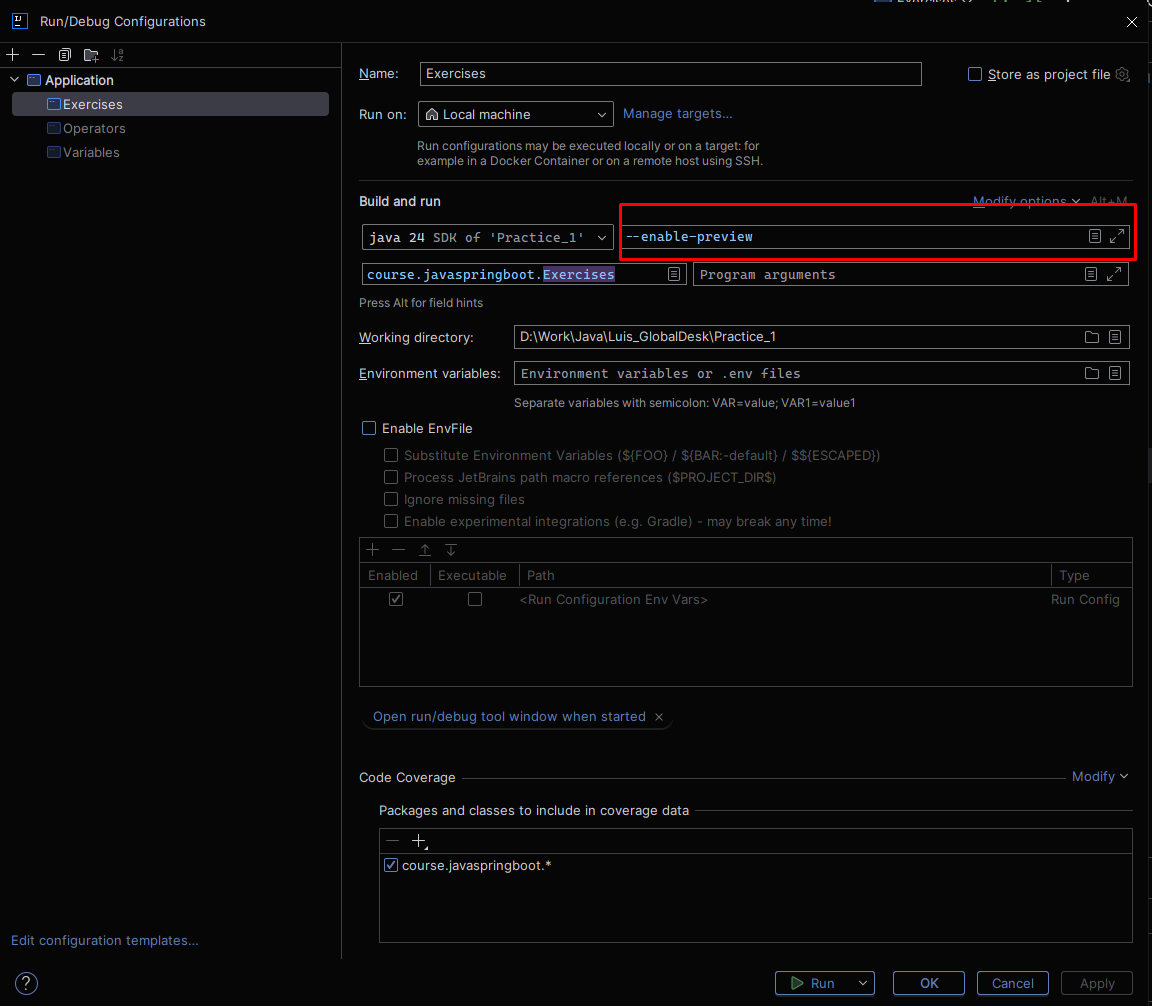 Run/Debug Configurations
Application
Exercises
Operators
Variables
Edit configuration templates...
Name: Exercises Store as project file
Run on: Local machine Manage targets...
Run configurations may be executed locally or on a target: for
example in a Docker Container or on a remote host using SSH.
Build and run Modify options Alt+M
java 24 SDK of 'Practice_1' --enable-preview
course.javaspringboot.Exercises Program arguments
Press Alt for field hints
Working directory: D:\Work\Java\Luis_GlobalDesk\Practice_1
Environment variables: Environment variables or .env files
Separate variables with semicolon: VAR=value; VAR1=value1
Enable EnvFile
Substitute Environment Variables (${FOO} / ${BAR:-default} / $${ESCAPED})
Process JetBrains path macro references ($PROJECT_DIR$)
Ignore missing files
Enable experimental integrations (e.g. Gradle) - may break any time!
Enabled Executable Path Type
<Run Configuration Env Vars> Run Config
Open run/debug tool window when started ×
Code Coverage Modify
Packages and classes to include in coverage data
course.javaspringboot.*
? Run OK Cancel Apply